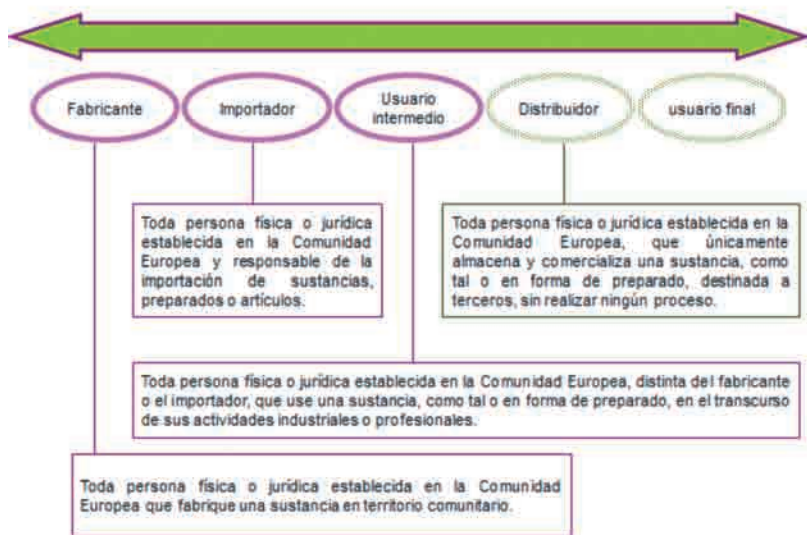 Fabricante
Importador
Usuario
intermedio
Distribuidor
usuario final
Toda persona física o jurídica
establecida en la Comunidad
Europea y responsable de la
importación de sustancias,
preparados o artículos.
Toda persona física o jurídica establecida en la
Comunidad Europea, que únicamente
almacena y comercializa una sustancia, como
tal o en forma de preparado, destinada a
terceros, sin realizar ningún proceso.
Toda persona física o jurídica establecida en la Comunidad Europea, distinta del fabricante
o el importador, que use una sustancia, como tal o en forma de preparado, en el transcurso
de sus actividades industriales o profesionales.
Toda persona física o jurídica establecida en la Comunidad
Europea que fabrique una sustancia en territorio comunitario.